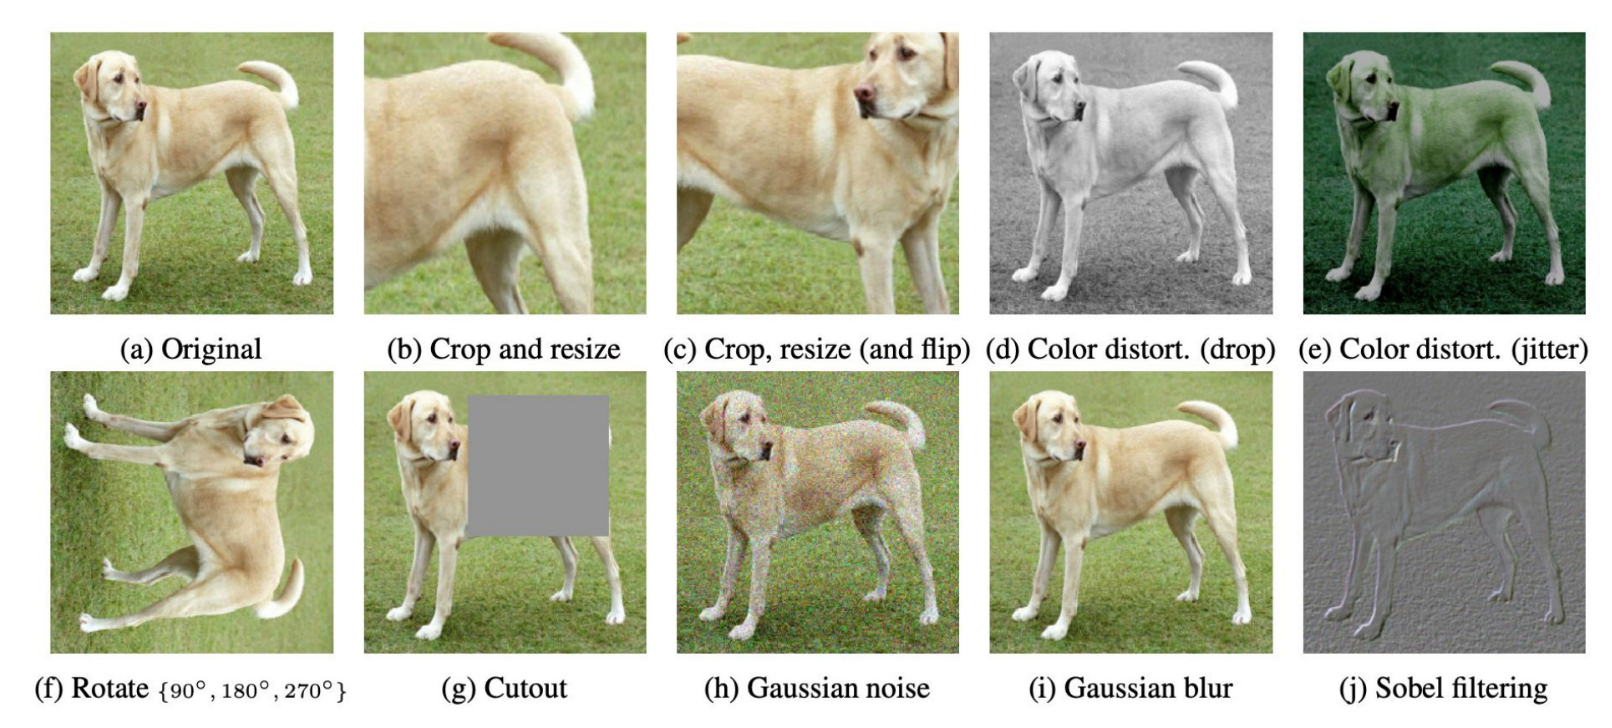 (a) Original
(b) Crop and resize
(c) Crop, resize (and flip)
(d) Color distort. (drop)
(e) Color distort. (jitter)
(f) Rotate {90°, 180°, 270°}
(g) Cutout
(h) Gaussian noise
(i) Gaussian blur
(j) Sobel filtering